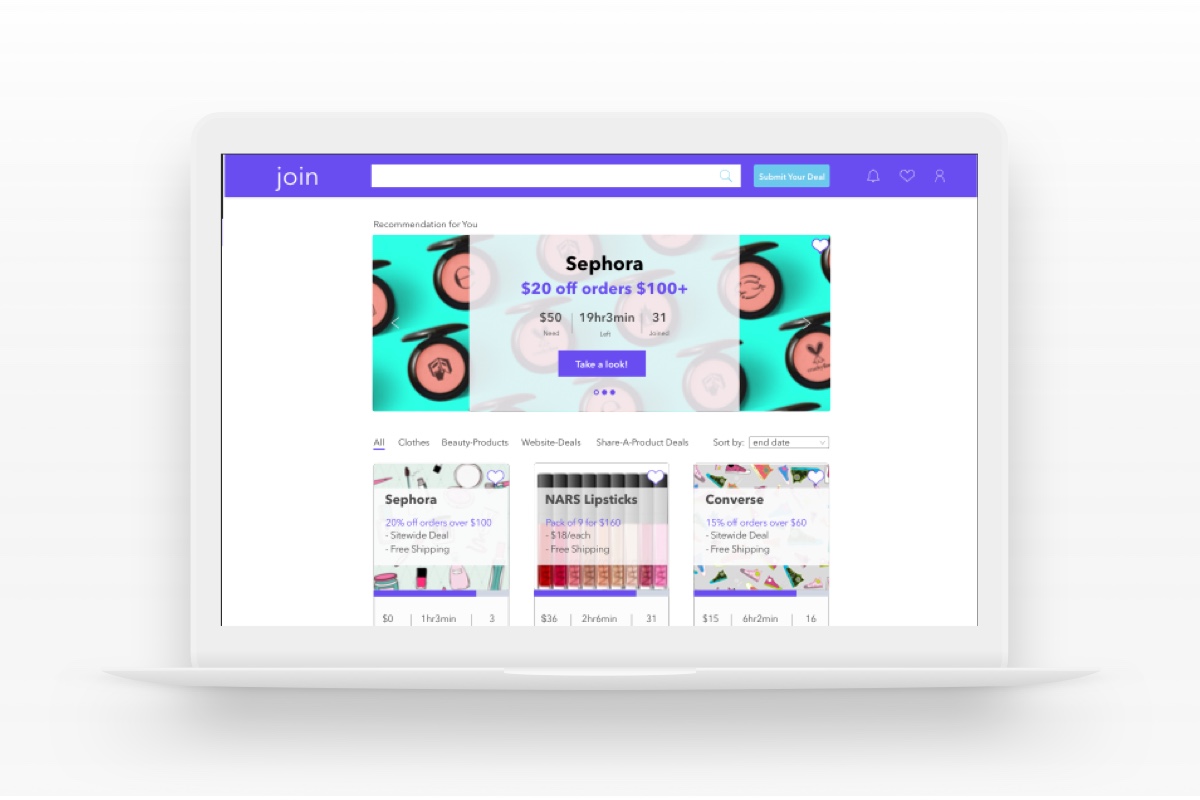 join
Submit Your Deal
Recommendation for You
Sephora
$20 off orders $100+
$50 | 19hr3min | 31
Need Left Joined
Take a look!
All Clothes Beauty-Products Website-Deals Share-A-Product Deals Sort by: end date
Sephora
20% off orders over $100
- Sitewide Deal
- Free Shipping
$0 | 1hr3min | 3
NARS Lipsticks
Pack of 9 for $160
- $18/each
- Free Shipping
$36 | 2hr6min | 31
Converse
15% off orders over $60
- Sitewide Deal
- Free Shipping
$15 | 6hr2min | 16